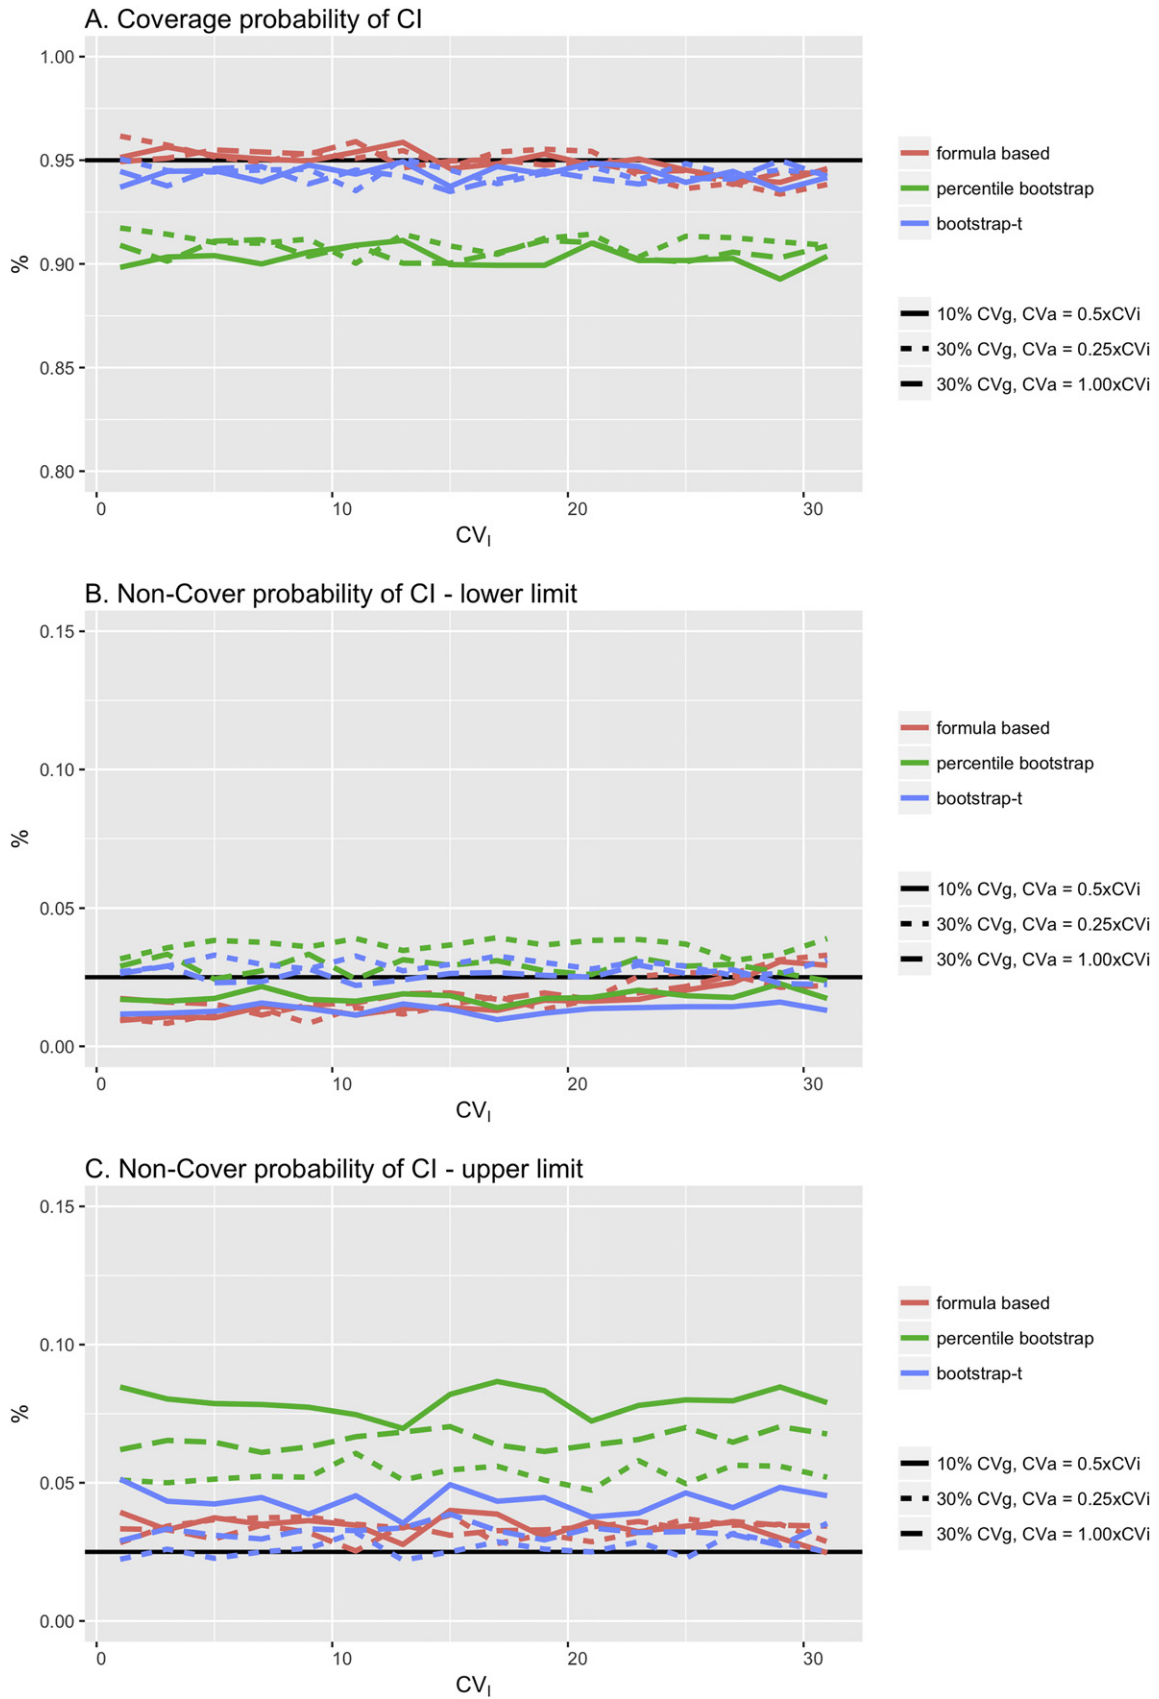 A. Coverage probability of CI
1.00
0.95
0.90
0.85
0.80
%
0 10 20 30
CVI
formula based
percentile bootstrap
bootstrap-t
10% CVg, CVa = 0.5xCVi
30% CVg, CVa = 0.25xCVi
30% CVg, CVa = 1.00xCVi
B. Non-Cover probability of CI - lower limit
0.15
0.10
0.05
0.00
%
0 10 20 30
CVI
formula based
percentile bootstrap
bootstrap-t
10% CVg, CVa = 0.5xCVi
30% CVg, CVa = 0.25xCVi
30% CVg, CVa = 1.00xCVi
C. Non-Cover probability of CI - upper limit
0.15
0.10
0.05
0.00
%
0 10 20 30
CVI
formula based
percentile bootstrap
bootstrap-t
10% CVg, CVa = 0.5xCVi
30% CVg, CVa = 0.25xCVi
30% CVg, CVa = 1.00xCVi